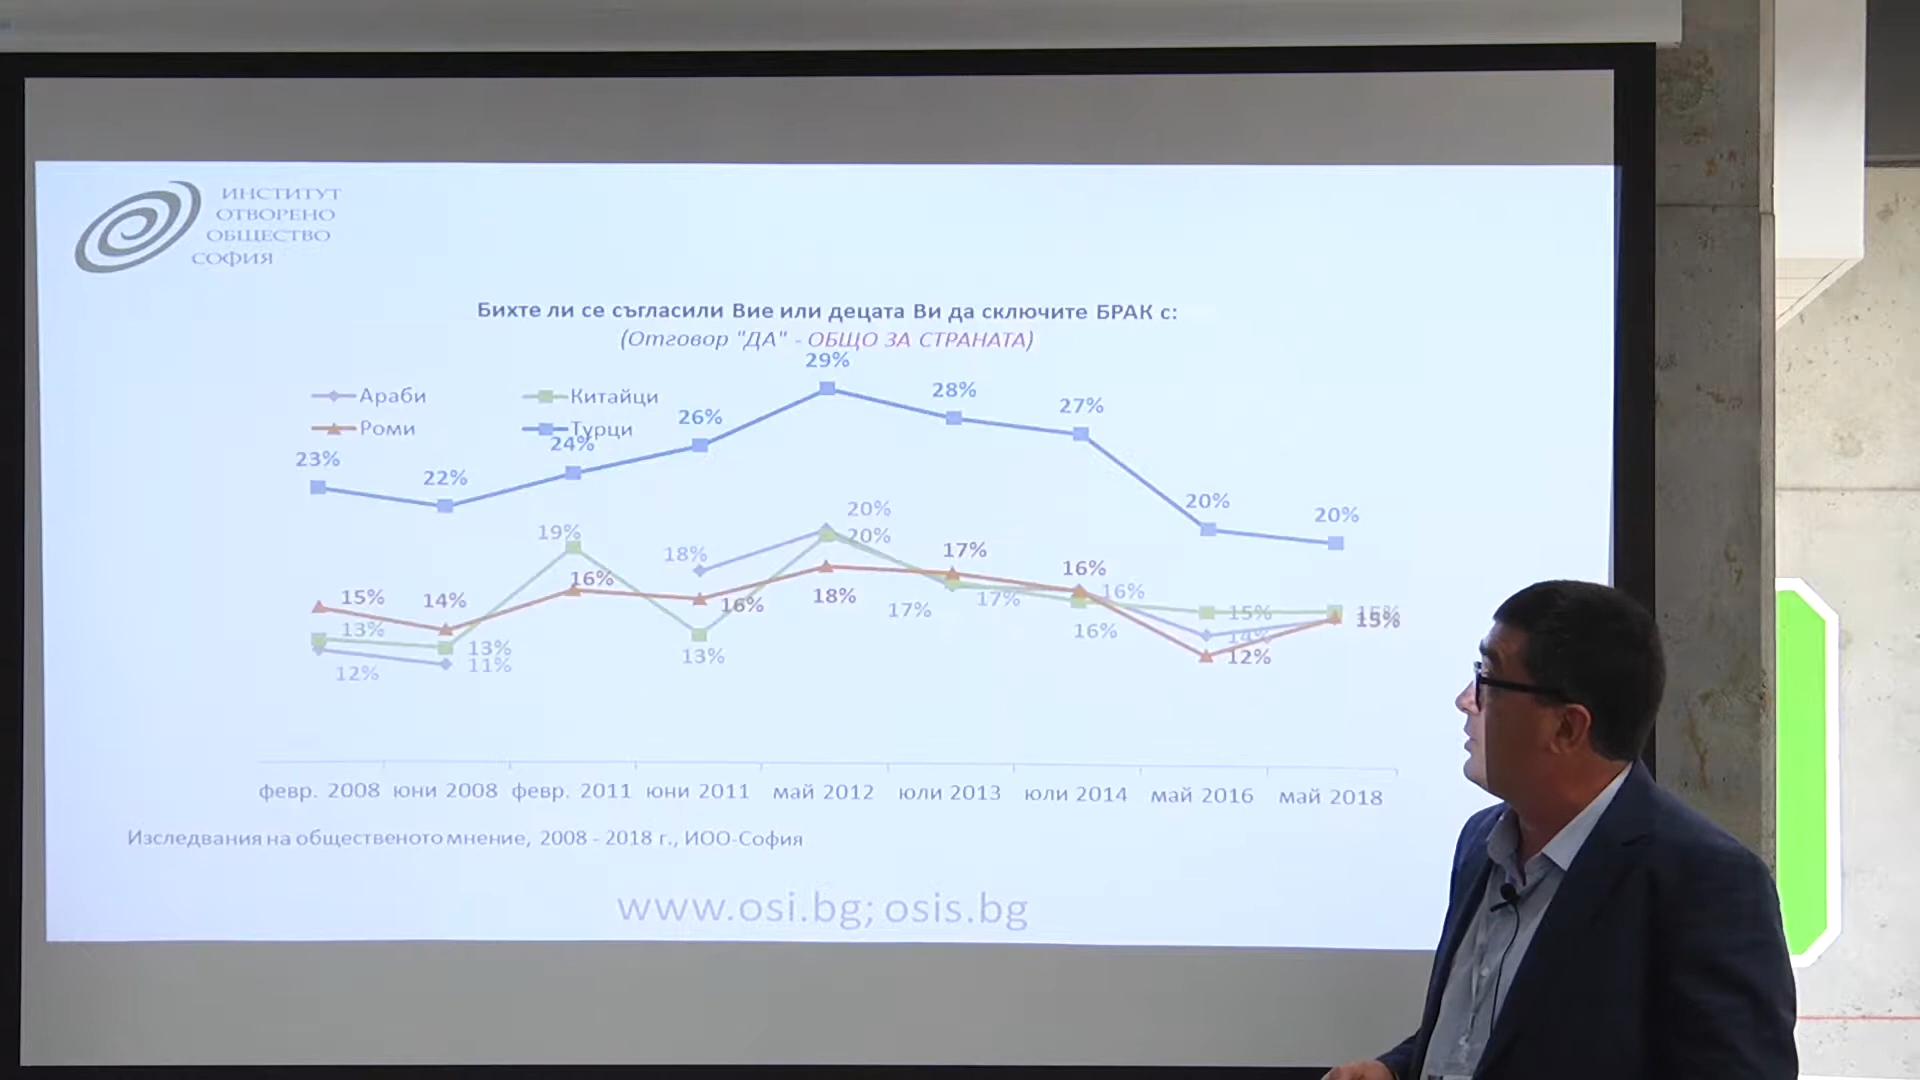 ИНСТИТУТ
ОТВОРЕНО
ОБЩЕСТВО
СОФИЯ
Бихте ли се съгласили Вие или децата Ви да сключите БРАК с:
(Отговор "ДА" - ОБЩО ЗА СТРАНАТА)
Араби
Китайци
Роми
Турци
23%
22%
24%
26%
29%
28%
27%
20%
20%
19%
18%
20%
20%
15%
14%
16%
16%
18%
17%
16%
12%
15%
13%
13%
13%
17%
17%
16%
16%
15%
14%
15%
12%
11%
февр. 2008 юни 2008 февр. 2011 юни 2011 май 2012 юли 2013 юли 2014 май 2016 май 2018
Изследвания на общественото мнение, 2008 - 2018 г., ИОО-София
www.osi.bg; osis.bg